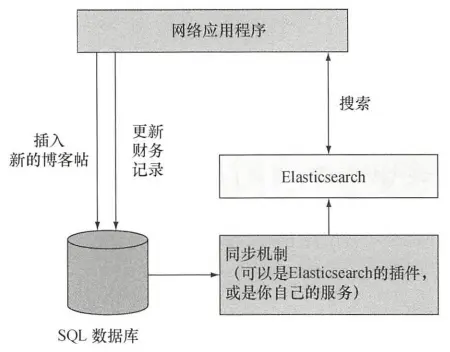 网络应用程序
插入
新的博客帖
更新
财务
记录
搜索
Elasticsearch
同步机制
（可以是Elasticsearch的插件，
或是你自己的服务）
SQL 数据库